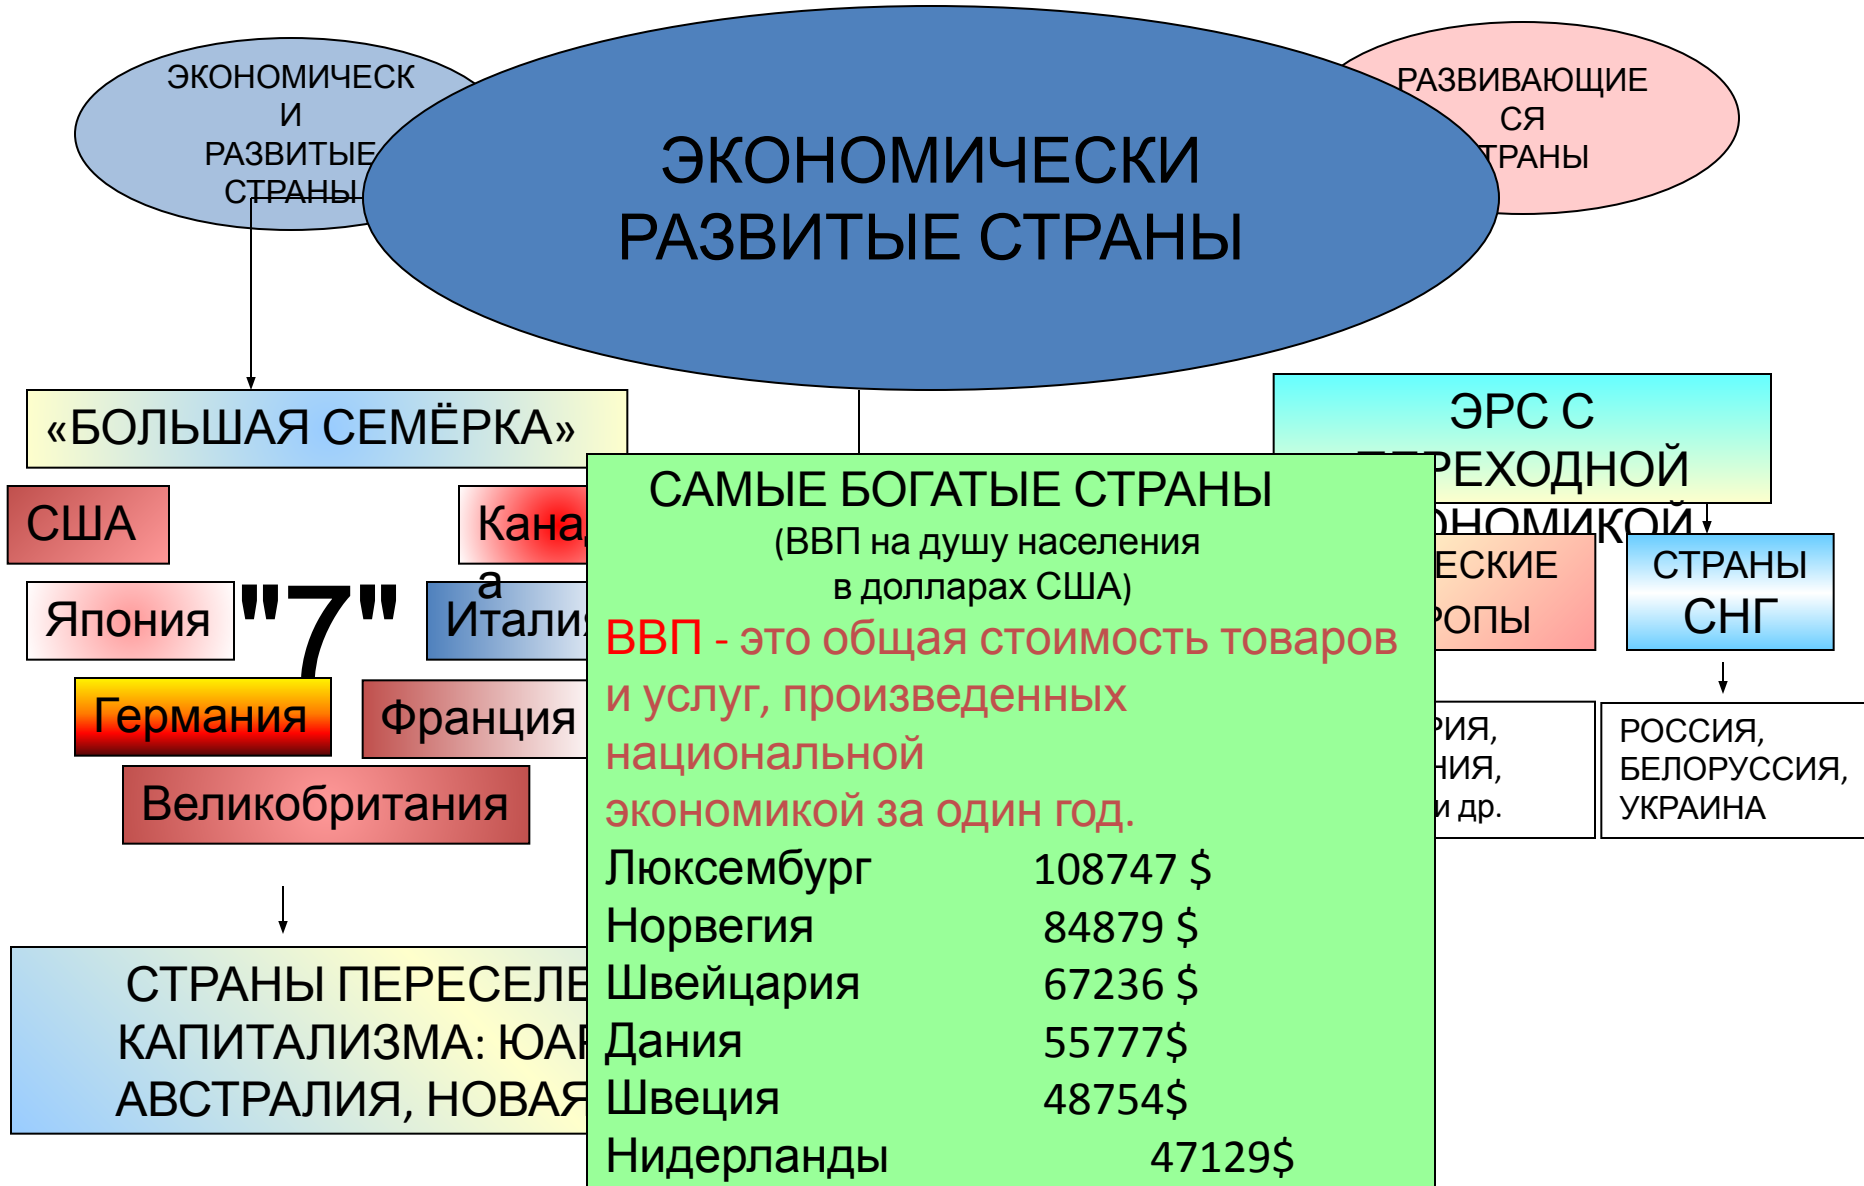 ЭКОНОМИЧЕСК
И
РАЗВИТЫЕ
СТРАНЫ
ЭКОНОМИЧЕСКИ
РАЗВИТЫЕ СТРАНЫ
РАЗВИВАЮЩИЕ
СЯ
ТРАНЫ
«БОЛЬШАЯ СЕМЁРКА»
США
Кана
а
Япония
"7"
Италия
Германия
Франция
Великобритания
СТРАНЫ ПЕРЕСЕЛЕ
КАПИТАЛИЗМА: ЮАР
АВСТРАЛИЯ, НОВАЯ
САМЫЕ БОГАТЫЕ СТРАНЫ
(ВВП на душу населения
в долларах США)
ВВП - это общая стоимость товаров
и услуг, произведенных
национальной
экономикой за один год.
Люксембург 108747 $
Норвегия 84879 $
Швейцария 67236 $
Дания 55777$
Швеция 48754$
Нидерланды 47129$
ЭРС С
ПЕРЕХОДНОЙ
ОНОМИКОЙ
ЕСКИЕ
РОПЫ
СТРАНЫ
СНГ
РИЯ,
НИЯ,
и др.
РОССИЯ,
БЕЛОРУССИЯ,
УКРАИНА